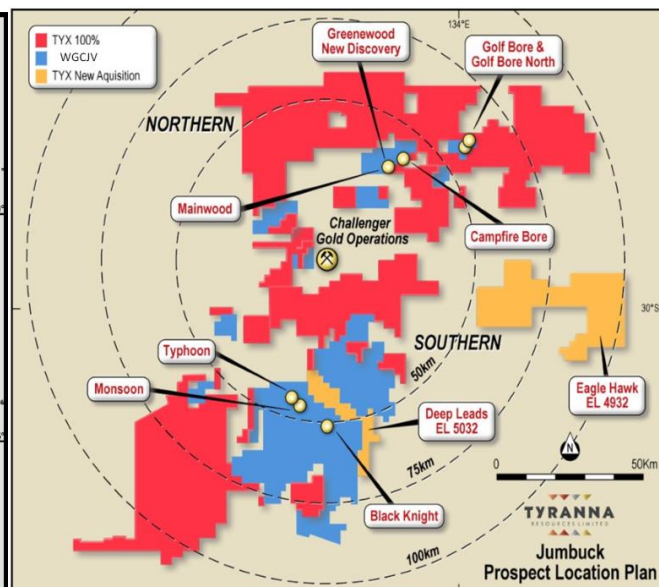 TYX 100%
WGCJV
TYX New Aquisition
134°E
Greenewood
New Discovery
Golf Bore &
Golf Bore North
NORTHERN
Mainwood
Campfire Bore
Challenger
Gold Operations
30°S
SOUTHERN
50km
Typhoon
Monsoon
Deep Leads
EL 5032
Eagle Hawk
EL 4932
75km
Black Knight
100km
N
0
50Km
TYRANNA
RESOURCES LIMITED
Jumbuck
Prospect Location Plan